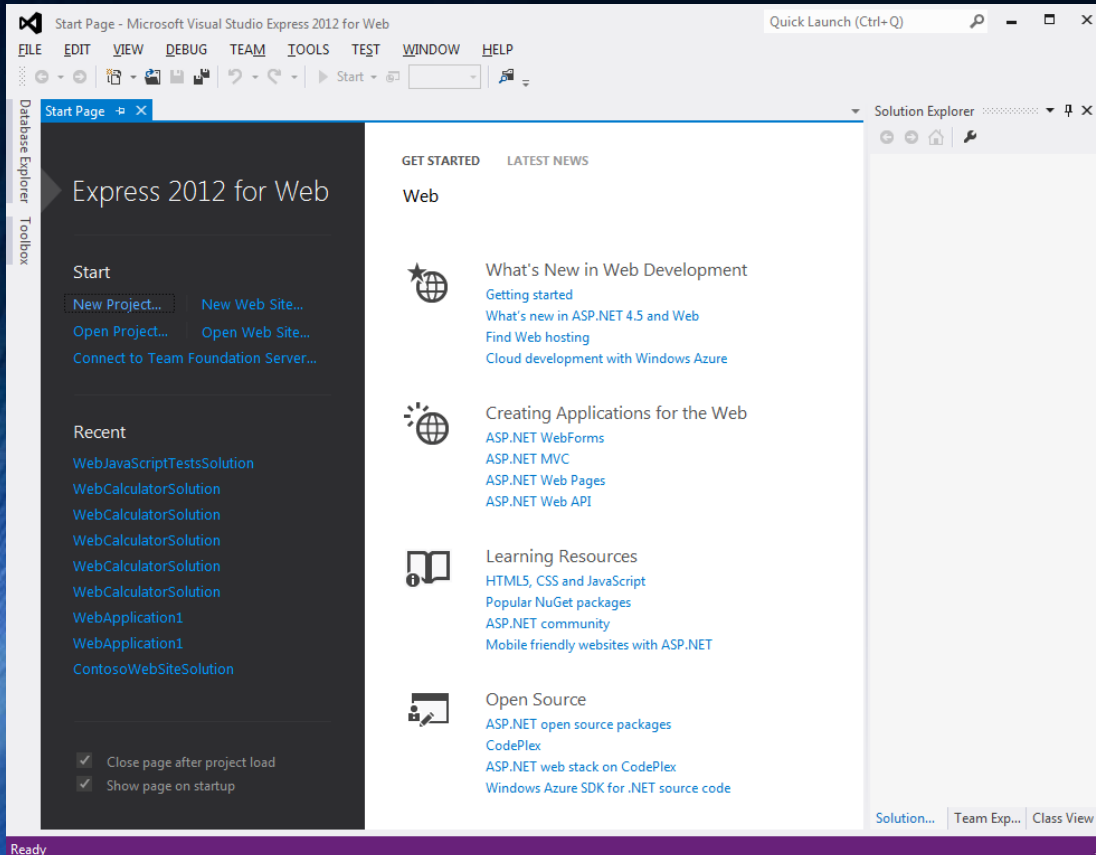 Start Page - Microsoft Visual Studio Express 2012 for Web
Quick Launch (Ctrl+Q)
FILE EDIT VIEW DEBUG TEAM TOOLS TEST WINDOW HELP
Start
Database Explorer
Toolbox
Start Page
Express 2012 for Web
Start
New Project... New Web Site...
Open Project... Open Web Site...
Connect to Team Foundation Server...
Recent
WebJavaScriptTestsSolution
WebCalculatorSolution
WebCalculatorSolution
WebCalculatorSolution
WebCalculatorSolution
WebCalculatorSolution
WebApplication1
WebApplication1
ContosoWebSiteSolution
Close page after project load
Show page on startup
GET STARTED LATEST NEWS
Web
What's New in Web Development
Getting started
What's new in ASP.NET 4.5 and Web
Find Web hosting
Cloud development with Windows Azure
Creating Applications for the Web
ASP.NET WebForms
ASP.NET MVC
ASP.NET Web Pages
ASP.NET Web API
Learning Resources
HTML5, CSS and JavaScript
Popular NuGet packages
ASP.NET community
Mobile friendly websites with ASP.NET
Open Source
ASP.NET open source packages
CodePlex
ASP.NET web stack on CodePlex
Windows Azure SDK for .NET source code
Solution Explorer
Solution... Team Exp... Class View
Ready